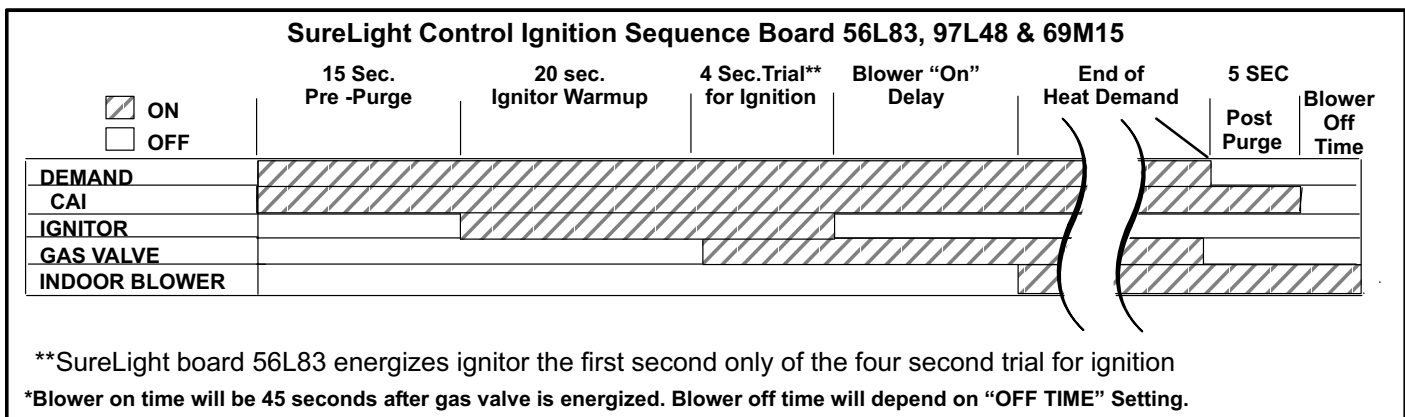 SureLight Control Ignition Sequence Board 56L83, 97L48 & 69M15
ON
OFF
15 Sec.
Pre -Purge
20 sec.
Ignitor Warmup
4 Sec.Trial**
for Ignition
Blower “On”
Delay
End of
Heat Demand
5 SEC
Post
Purge
Blower
Off
Time
DEMAND
CAI
IGNITOR
GAS VALVE
INDOOR BLOWER
**SureLight board 56L83 energizes ignitor the first second only of the four second trial for ignition
*Blower on time will be 45 seconds after gas valve is energized. Blower off time will depend on “OFF TIME” Setting.